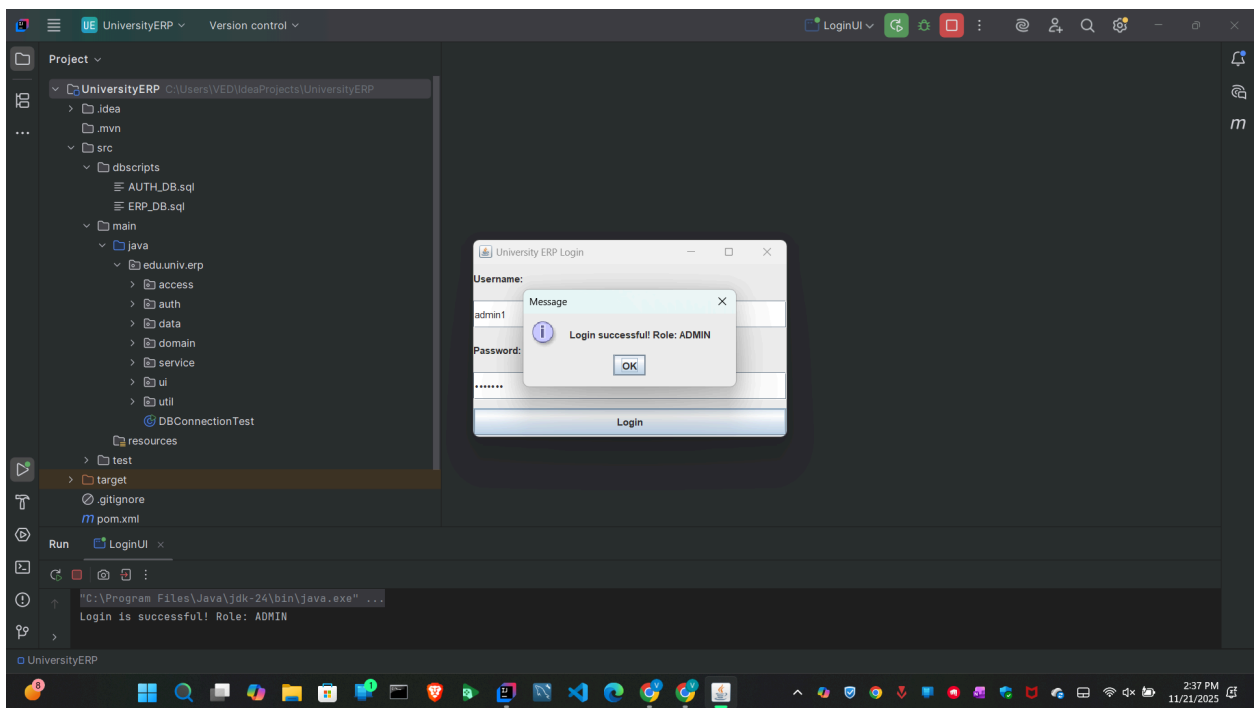 UE UniversityERP Version control LoginUI
Project
UniversityERP C:\Users\VED\IdeaProjects\UniversityERP
.idea
.mvn
src
dbscripts
AUTH_DB.sql
ERP_DB.sql
main
java
edu.univ.erp
access
auth
data
domain
service
ui
util
DBConnectionTest
resources
test
target
.gitignore
m pom.xml
m
University ERP Login
Username:
admin1
Message
Login successful! Role: ADMIN
OK
Password:
•••••••
Login
Run LoginUI
"C:\Program Files\Java\jdk-24\bin\java.exe" ...
Login is successful! Role: ADMIN
UniversityERP
8
1
2:37 PM
11/21/2025